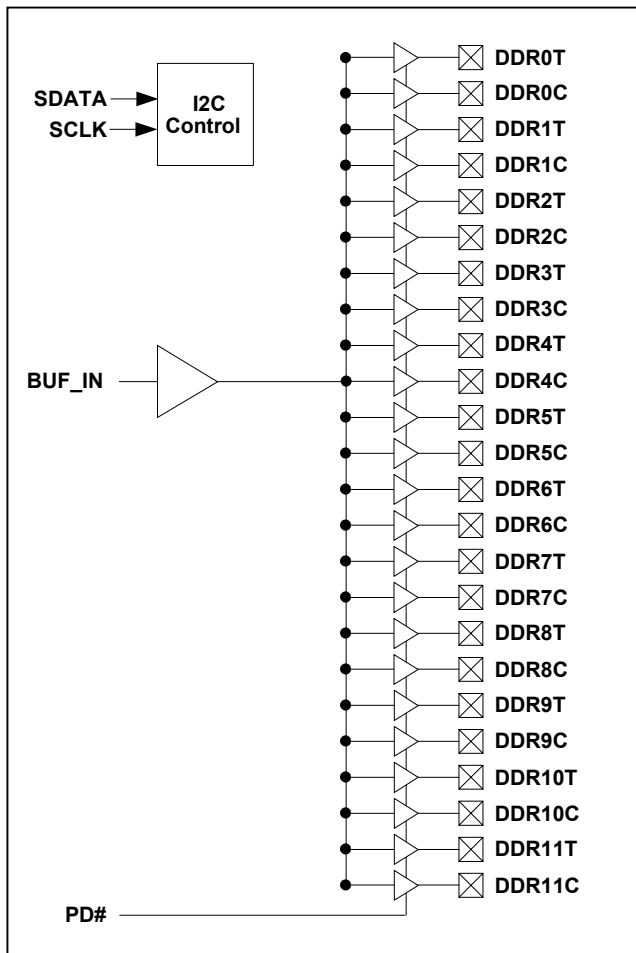 SDATA
SCLK
I2C
Control
BUF_IN
PD#
DDR0T
DDR0C
DDR1T
DDR1C
DDR2T
DDR2C
DDR3T
DDR3C
DDR4T
DDR4C
DDR5T
DDR5C
DDR6T
DDR6C
DDR7T
DDR7C
DDR8T
DDR8C
DDR9T
DDR9C
DDR10T
DDR10C
DDR11T
DDR11C